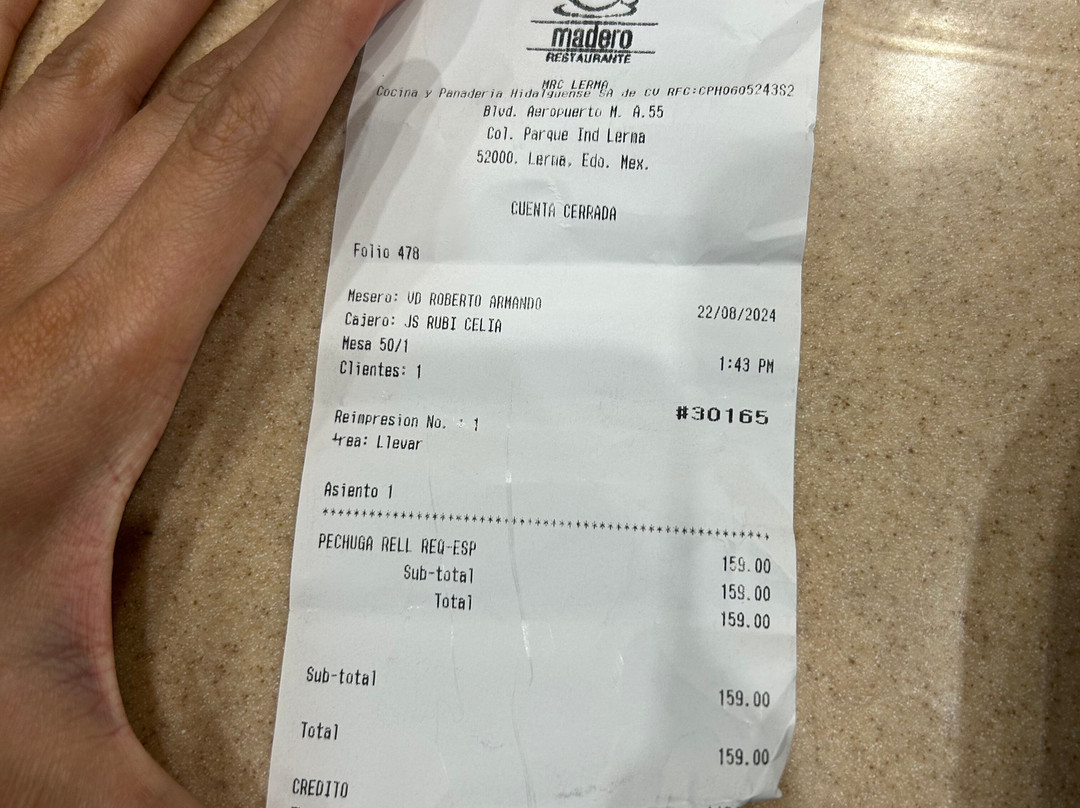 madero
RESTAURANTE
MRC LERMA
Cocina y Panaderia Hidalguense SA de CV RFC:CPH0605243S2
Blvd. Aeropuerto M. A.55
Col. Parque Ind Lerma
52000. Lerma, Edo. Mex.
CUENTA CERRADA
Folio 478
Mesero: VD ROBERTO ARMANDO
22/08/2024
Cajero: JS RUBI CELIA
Mesa 50/1
1:43 PM
Clientes: 1
#30165
Reimpresion No. : 1
Area: Llevar
Asiento 1
***********************************************************
PECHUGA RELL REQ-ESP 159.00
Sub-total 159.00
Total 159.00
Sub-total 159.00
Total 159.00
CREDITO